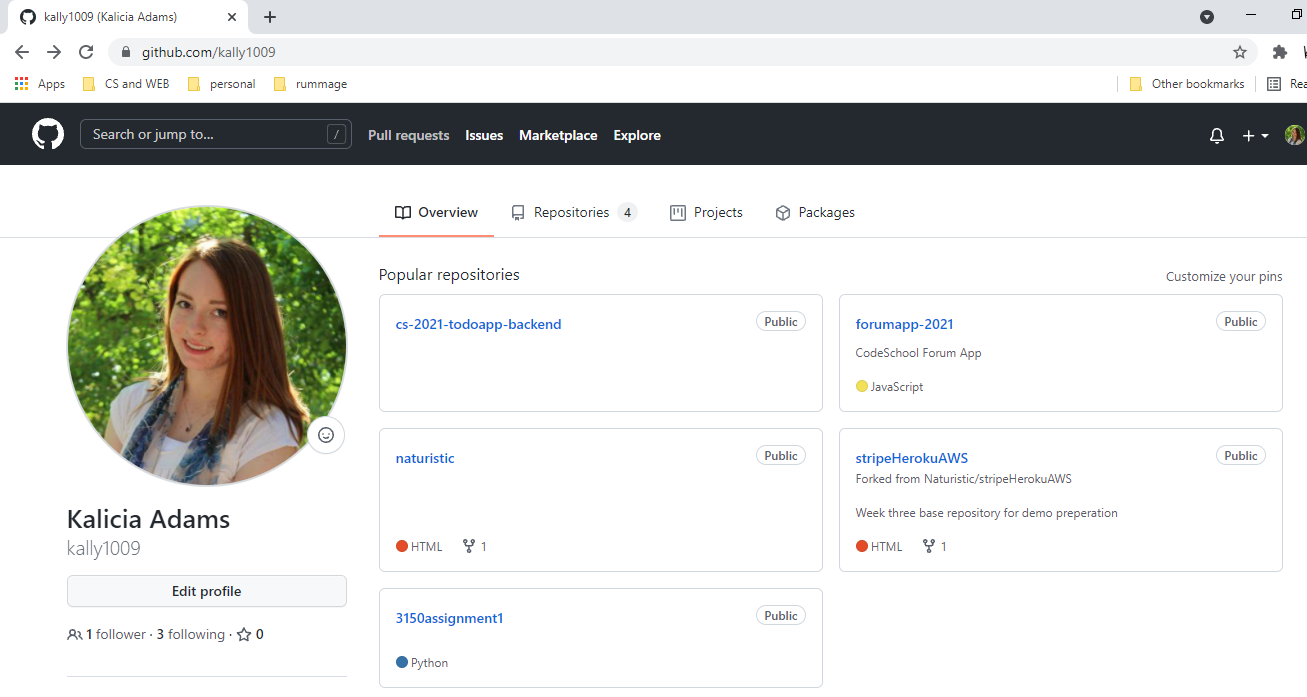 kally1009 (Kalicia Adams)
github.com/kally1009
Apps CS and WEB personal rummage Other bookmarks
Search or jump to... / Pull requests Issues Marketplace Explore
Overview Repositories 4 Projects Packages
Popular repositories Customize your pins
cs-2021-todoapp-backend Public
forumapp-2021 Public
CodeSchool Forum App
JavaScript
naturistic Public
HTML 1
stripeHerokuAWS Public
Forked from Naturistic/stripeHerokuAWS
Week three base repository for demo preperation
HTML 1
3150assignment1 Public
Python
Kalicia Adams
kally1009
Edit profile
1 follower · 3 following · 0